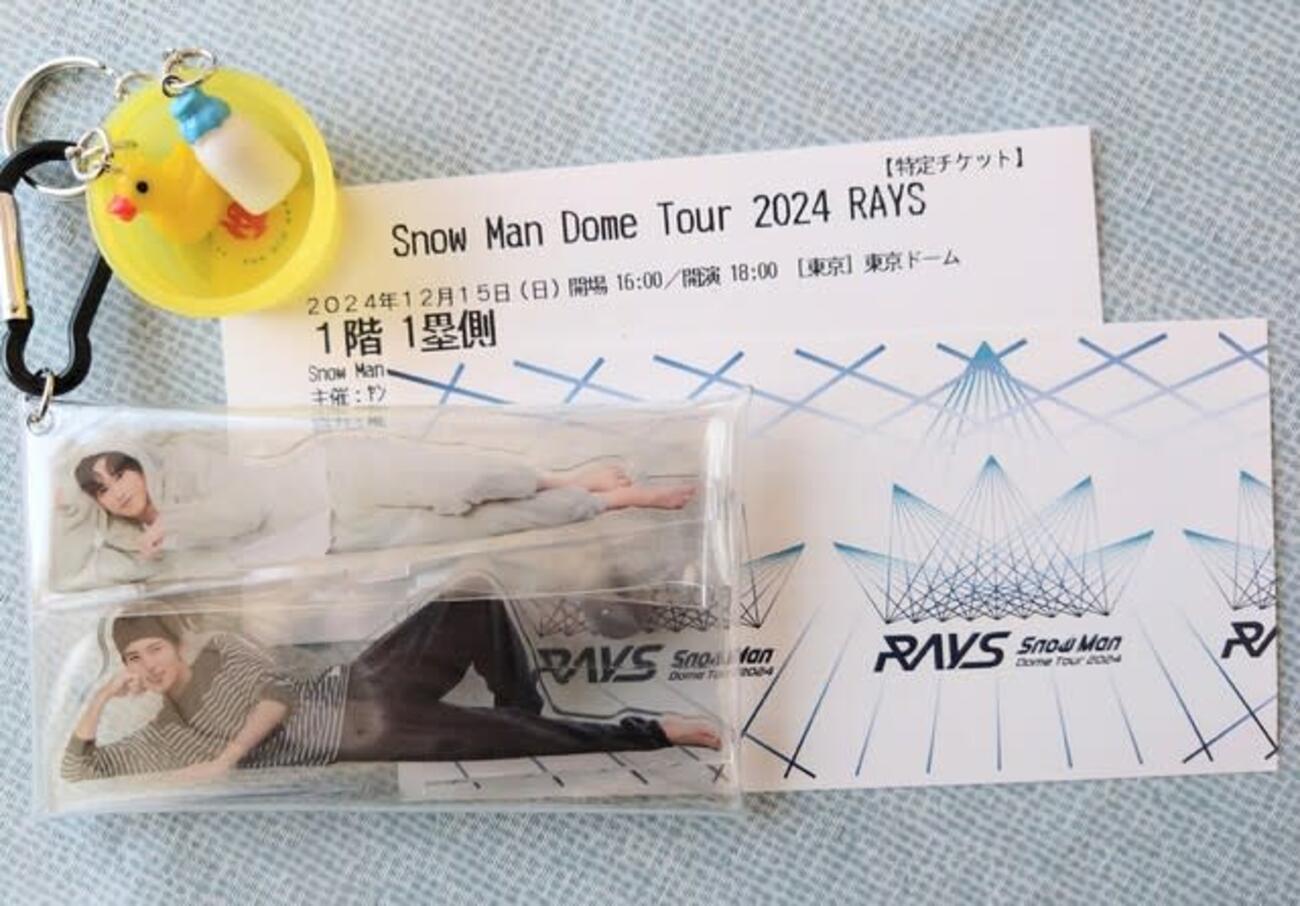 【特定チケット】
Snow Man Dome Tour 2024 RAYS
2024年12月15日(日) 開場 16:00/開演 18:00 [東京] 東京ドーム
1階 1塁側
Snow Man
主催:ヤン
RAYS Snow Man
Dome Tour 2024
RAYS Snow Man
Dome Tour 2024
RA